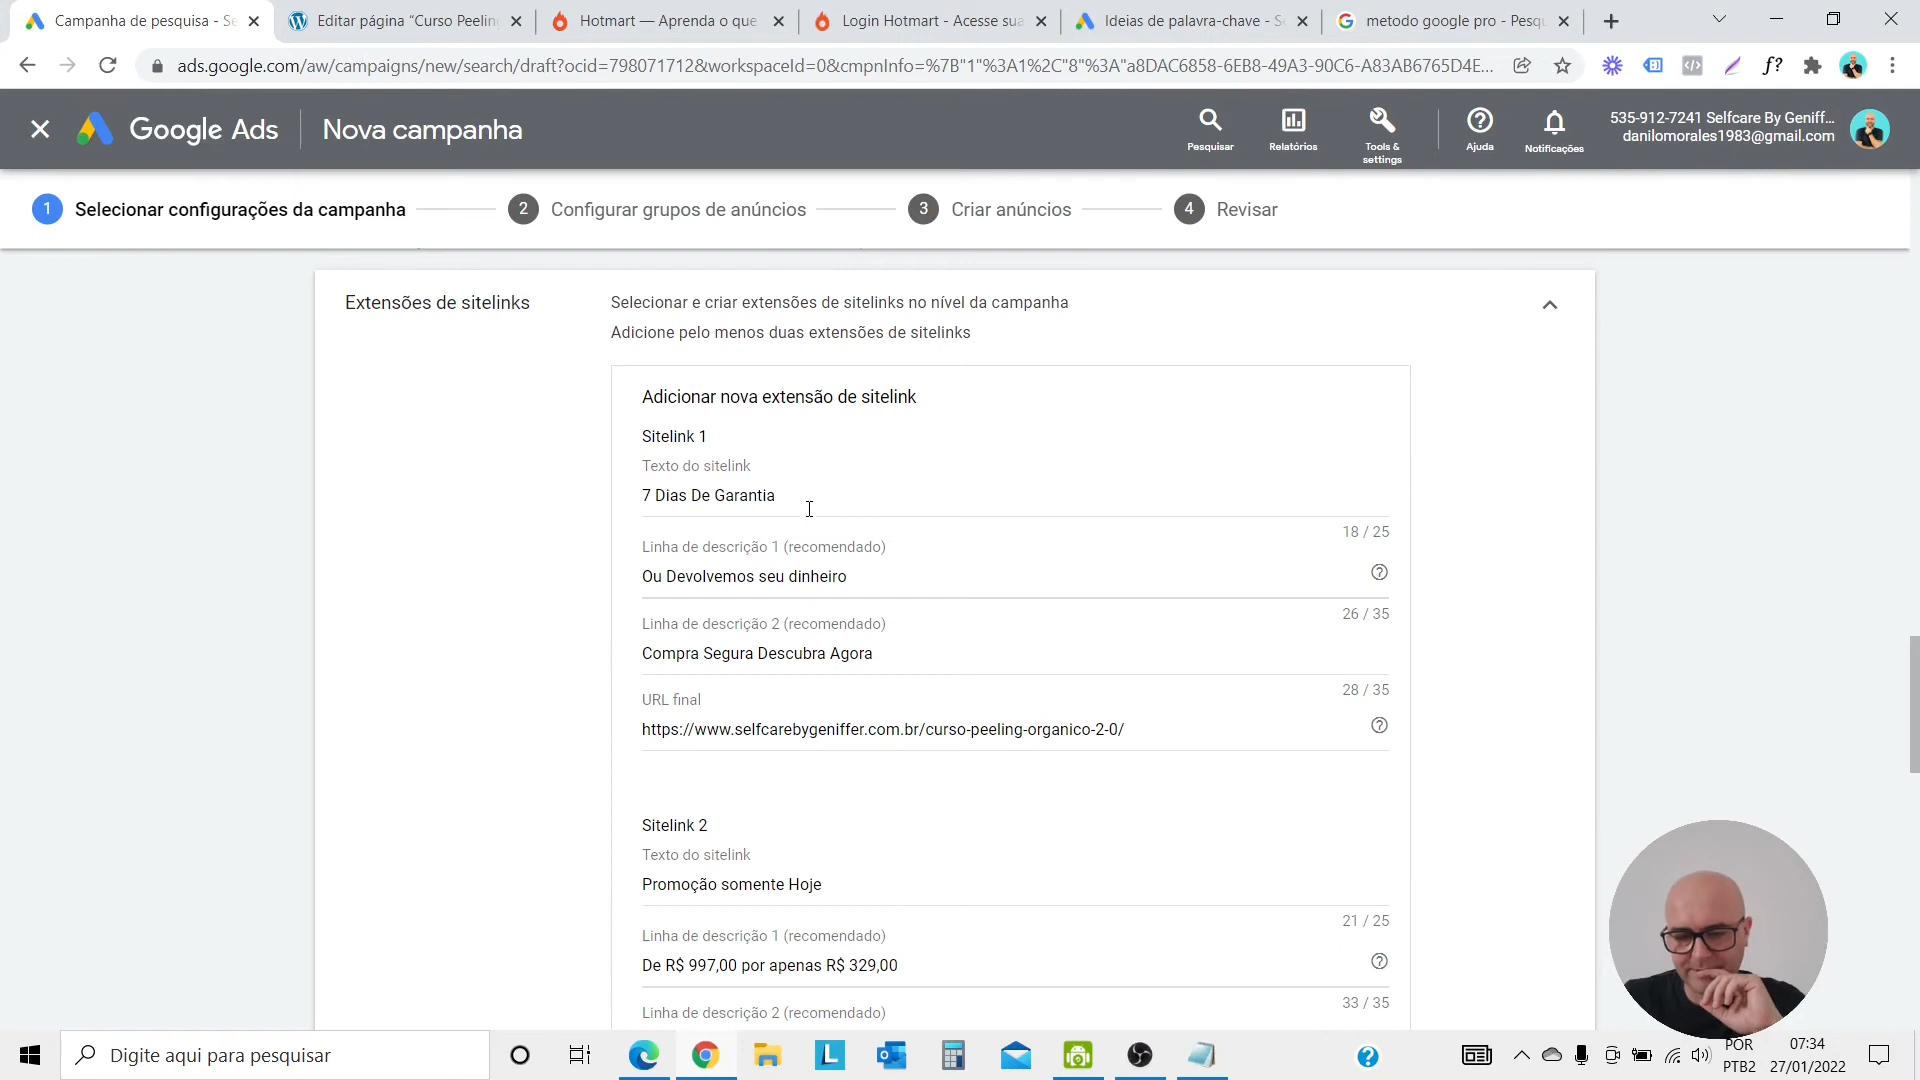 Campanha de pesquisa - Se
Editar página "Curso Peeling
Hotmart — Aprenda o que
Login Hotmart - Acesse sua
Ideias de palavra-chave - S
metodo google pro - Pesqu
ads.google.com/aw/campaigns/new/search/draft?ocid=798071712&workspaceId=0&cmpnInfo=%7B"1"%3A1%2C"8"%3A"a8DAC6858-6EB8-49A3-90C6-A83AB6765D4E...
f?
Google Ads
Nova campanha
Pesquisar
Relatórios
Tools &
settings
Ajuda
Notificações
535-912-7241 Selfcare By Geniff...
danilomorales1983@gmail.com
1 Selecionar configurações da campanha
2 Configurar grupos de anúncios
3 Criar anúncios
4 Revisar
Extensões de sitelinks
Selecionar e criar extensões de sitelinks no nível da campanha
Adicione pelo menos duas extensões de sitelinks
Adicionar nova extensão de sitelink
Sitelink 1
Texto do sitelink
7 Dias De Garantia
18 / 25
Linha de descrição 1 (recomendado)
Ou Devolvemos seu dinheiro
26 / 35
Linha de descrição 2 (recomendado)
Compra Segura Descubra Agora
28 / 35
URL final
https://www.selfcarebygeniffer.com.br/curso-peeling-organico-2-0/
Sitelink 2
Texto do sitelink
Promoção somente Hoje
21 / 25
Linha de descrição 1 (recomendado)
De R$ 997,00 por apenas R$ 329,00
33 / 35
Linha de descrição 2 (recomendado)
Digite aqui para pesquisar
L
POR
PTB2
07:34
27/01/2022